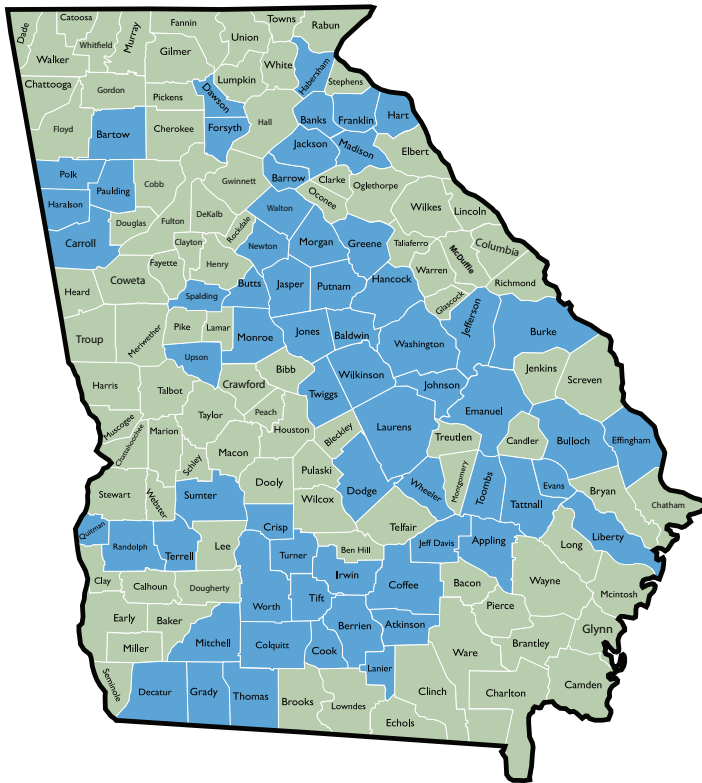 Dade
Catoosa
Whitfield
Murray
Fannin
Union
Towns
Rabun
Walker
Gilmer
White
Habersham
Lumpkin
Stephens
Chattooga
Gordon
Pickens
Dawson
Banks
Franklin
Hart
Floyd
Bartow
Cherokee
Forsyth
Hall
Jackson
Madison
Elbert
Polk
Paulding
Cobb
Gwinnett
Barrow
Clarke
Oconee
Oglethorpe
Wilkes
Lincoln
Haralson
Douglas
Fulton
DeKalb
Rockdale
Walton
Carroll
Clayton
Newton
Morgan
Greene
Taliaferro
McDuffie
Columbia
Fayette
Henry
Warren
Richmond
Heard
Coweta
Spalding
Butts
Jasper
Putnam
Hancock
Glascock
Jefferson
Burke
Troup
Meriwether
Pike
Lamar
Monroe
Jones
Baldwin
Washington
Upson
Bibb
Wilkinson
Jenkins
Screven
Harris
Talbot
Crawford
Twiggs
Johnson
Emanuel
Muscogee
Chattahoochee
Marion
Taylor
Peach
Houston
Bleckley
Laurens
Treutlen
Candler
Bulloch
Effingham
Schley
Macon
Pulaski
Stewart
Webster
Sumter
Dooly
Wilcox
Dodge
Wheeler
Montgomery
Toombs
Tattnall
Evans
Bryan
Chatham
Quitman
Randolph
Terrell
Lee
Crisp
Telfair
Turner
Ben Hill
Jeff Davis
Appling
Long
Liberty
Clay
Calhoun
Dougherty
Worth
Irwin
Tift
Coffee
Bacon
Wayne
Mcintosh
Early
Baker
Pierce
Miller
Mitchell
Colquitt
Cook
Berrien
Atkinson
Ware
Brantley
Glynn
Seminole
Decatur
Grady
Thomas
Brooks
Lanier
Lowndes
Clinch
Echols
Charlton
Camden